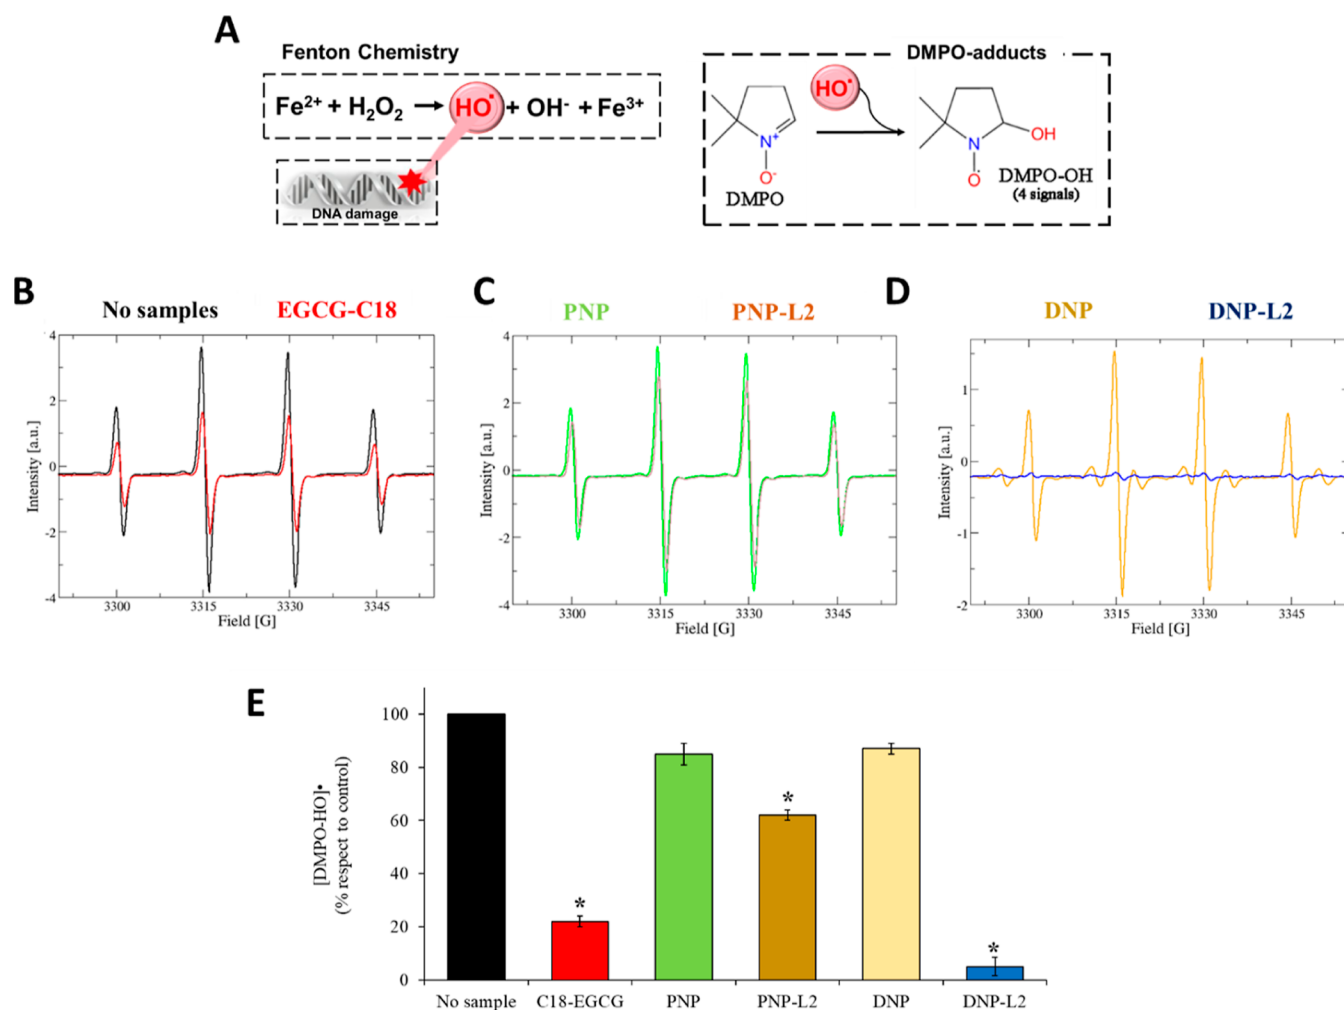 A
Fenton Chemistry
Fe²⁺ + H₂O₂ → HO• + OH⁻ + Fe³⁺
DNA damage
DMPO-adducts
HO•
N⁺
O⁻
DMPO
OH
N
O•
DMPO-OH
(4 signals)
B
No samples EGCG-C18
4
2
0
-2
-4
Intensity [a.u.]
3300 3315 3330 3345
Field [G]
C
PNP PNP-L2
4
2
0
-2
-4
Intensity [a.u.]
3300 3315 3330 3345
Field [G]
D
DNP DNP-L2
1
0
-1
-2
Intensity [a.u.]
3300 3315 3330 3345
Field [G]
E
[DMPO-HO]•
(% respect to control)
100
80
60
40
20
0
* * *
No sample C18-EGCG PNP PNP-L2 DNP DNP-L2